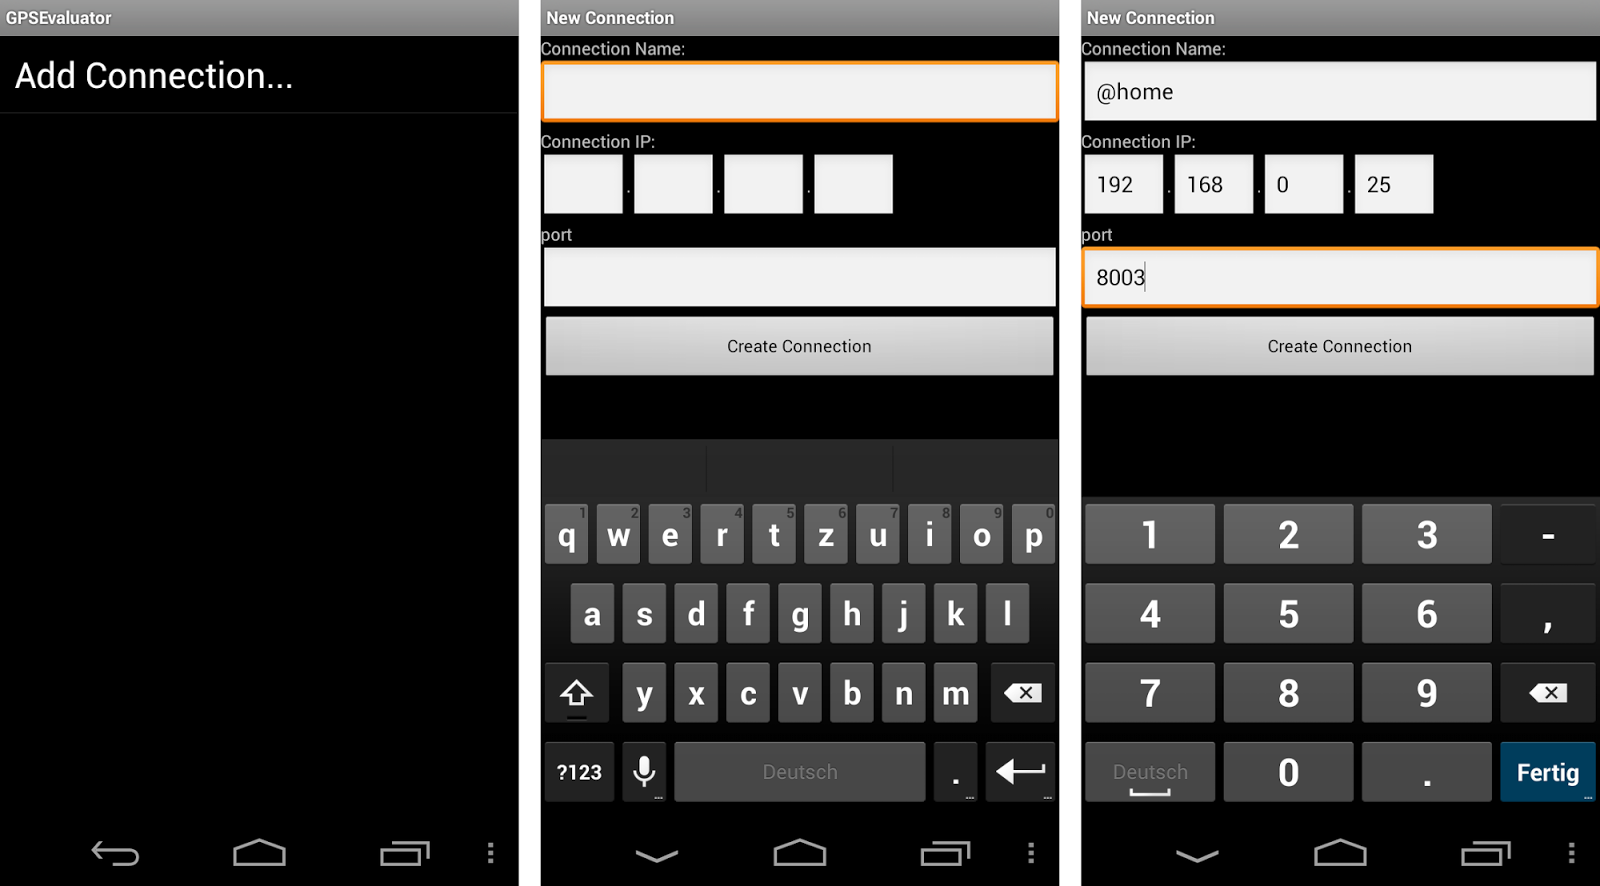 GPSEvaluator
Add Connection...
New Connection
Connection Name:
Connection IP:
. . .
port
Create Connection
1 2 3 4 5 6 7 8 9 0
q w e r t z u i o p
a s d f g h j k l
y x c v b n m
?123 Deutsch . ...
New Connection
Connection Name:
@home
Connection IP:
192 . 168 . 0 . 25
port
8003
Create Connection
1 2 3 -
4 5 6 ,
7 8 9
Deutsch 0 . Fertig ...